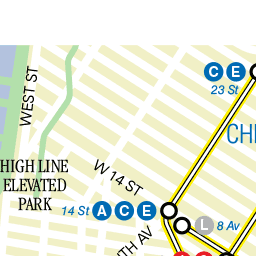 C E
23 St
WEST ST
CH
HIGH LINE
ELEVATED
PARK
W 14 ST
14 St A C E
L 8 Av
TH AV